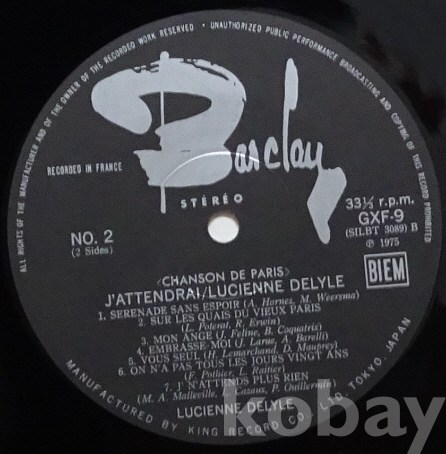 ALL RIGHTS OF THE MANUFACTURER AND OF THE OWNER OF THE RECORDED WORK RESERVED • UNAUTHORIZED PUBLIC PERFORMANCE BROADCASTING AND COPYING OF THIS RECORD PROHIBITED
Barclay
RECORDED IN FRANCE
STÉRÉO
33⅓ r.p.m.
GXF-9
(SILBT 3089) B
Ⓟ 1975
NO. 2
(2 Sides)
BIEM
〈CHANSON DE PARIS〉
J'ATTENDRAI/LUCIENNE DELYLE
1. SERENADE SANS ESPOIR (A. Hornez, M. Weersma)
2. SUR LES QUAIS DU VIEUX PARIS
(L. Poterat, R. Erwin)
3. MON ANGE (J. Feline, B. Coquatrix)
4. EMBRASSE-MOI (J. Larue, A. Barelli)
5. VOUS SEUL (H. Lemarchand, D. Mauprey)
6. ON N'A PAS TOUS LES JOURS VINGT ANS
(F. Pothier, L. Raiter)
7. J' N'ATTENDS PLUS RIEN
(M. A. Malleville, L. Cazaux, P. Guillermin)
LUCIENNE DELYLE
MANUFACTURED BY KING RECORD CO. LTD. TOKYO, JAPAN
kobay